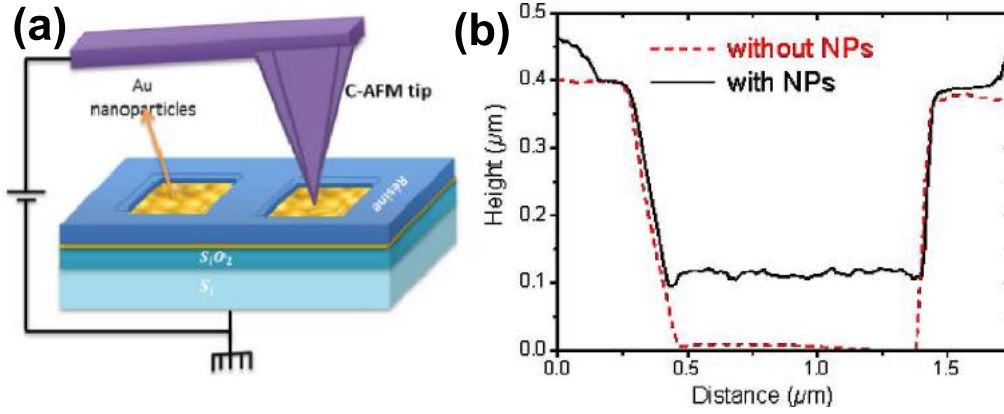 (a)
Au
nanoparticles
C-AFM tip
Résine
SiO2
Si
(b)
without NPs
with NPs
Height (µm)
0.5
0.4
0.3
0.2
0.1
0.0
0.0
0.5
1.0
1.5
Distance (µm)